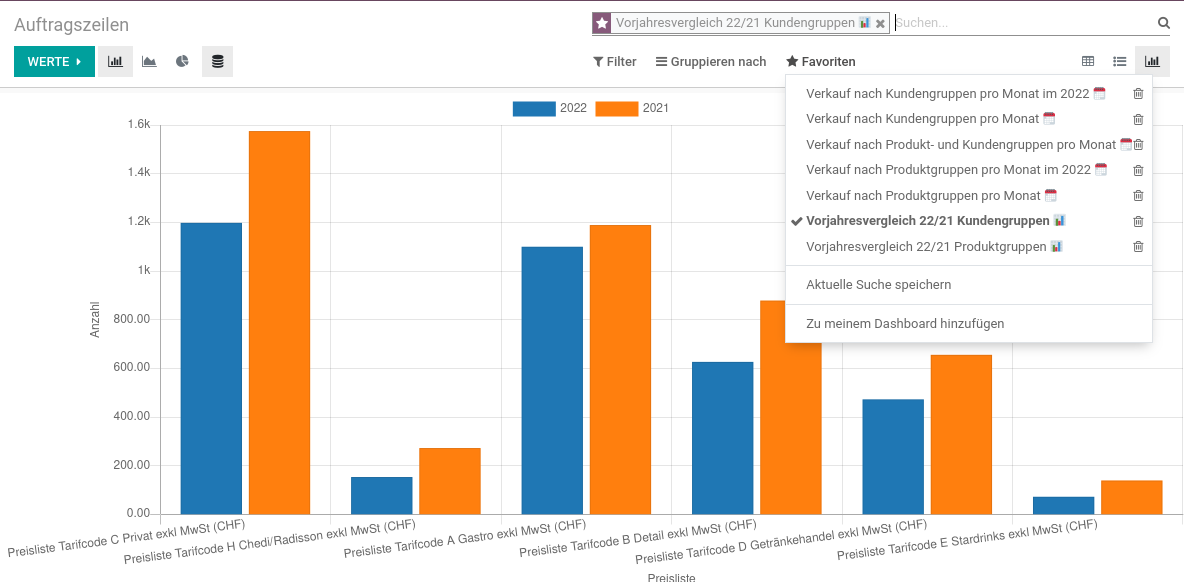 Auftragszeilen
Vorjahresvergleich 22/21 Kundengruppen 📊 ×
Suchen...
WERTE
Filter
Gruppieren nach
Favoriten
Verkauf nach Kundengruppen pro Monat im 2022 📅
Verkauf nach Kundengruppen pro Monat 📅
Verkauf nach Produkt- und Kundengruppen pro Monat 📅
Verkauf nach Produktgruppen pro Monat im 2022 📅
Verkauf nach Produktgruppen pro Monat 📅
Vorjahresvergleich 22/21 Kundengruppen 📊
Vorjahresvergleich 22/21 Produktgruppen 📊
Aktuelle Suche speichern
Zu meinem Dashboard hinzufügen
2022
2021
1.6k
1.4k
1.2k
1k
800.00
600.00
400.00
200.00
0.00
Anzahl
Preisliste Tarifcode C Privat exkl MwSt (CHF)
Preisliste Tarifcode H Chedi/Radisson exkl MwSt (CHF)
Preisliste Tarifcode A Gastro exkl MwSt (CHF)
Preisliste Tarifcode B Detail exkl MwSt (CHF)
Preisliste Tarifcode D Getränkehandel exkl MwSt (CHF)
Preisliste Tarifcode E Stardrinks exkl MwSt (CHF)
Preisliste